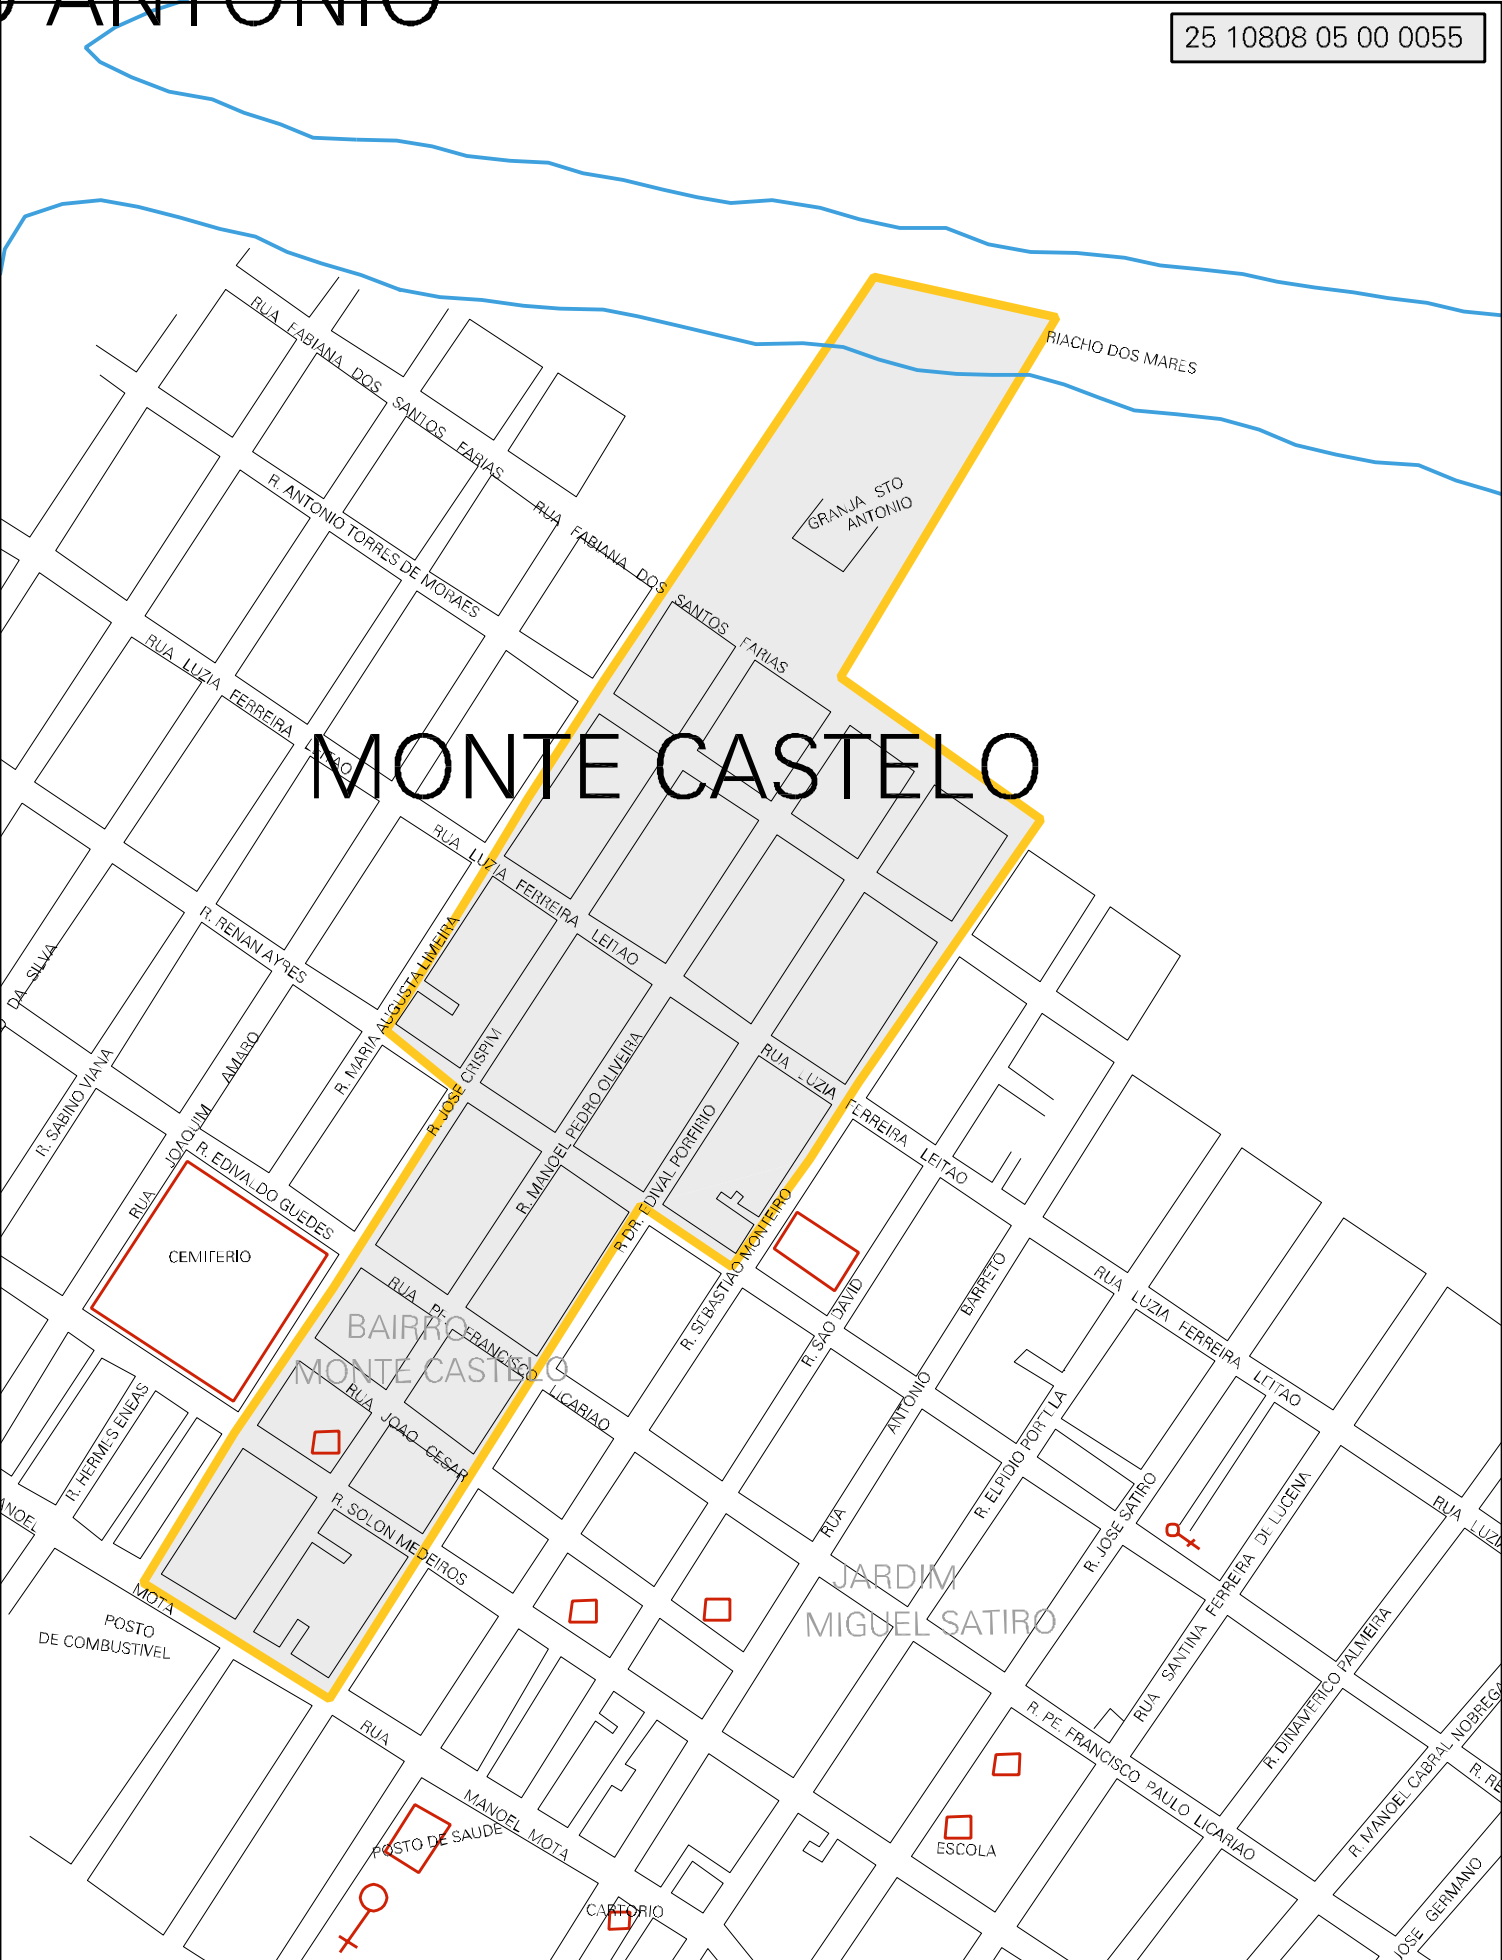 ANTONIO
25 10808 05 00 0055
RUA FABIANA DOS SANTOS FARIAS
RIACHO DOS MARES
GRANJA STO
ANTONIO
R. ANTONIO TORRES DE MORAES
RUA FABIANA DOS SANTOS FARIAS
RUA LUZIA FERREIRA LEITAO
MONTE CASTELO
RUA LUZIA FERREIRA LEITAO
R. RENAN AYRES
DA SILVA
R. MARIA AUGUSTA LIMEIRA
R. JOSE CRISPIM
R. MANOEL PEDRO OLIVEIRA
R DR. EDIVAL PORFIRIO
RUA LUZIA FERREIRA LEITAO
R. SABINO VIANA
RUA JOAQUIM AMARO
R. EDIVALDO GUEDES
CEMITERIO
R. SEBASTIAO MONTEIRO
R. SAO DAVID
RUA ANTONIO BARRETO
RUA LUZIA FERREIRA LEITAO
RUA PE. FRANCISCO LICARIAO
BAIRRO
MONTE CASTELO
RUA JOAO CESAR
R. HERMES ENEAS
R. SOLON MEDEIROS
R. ELPIDIO PORTILLA
R. JOSE SATIRO
RUA SANTINA FERREIRA DE LUCENA
RUA LUZIA
ANOEL
MOTA
POSTO
DE COMBUSTIVEL
JARDIM
MIGUEL SATIRO
R. DINAMERICO PALMEIRA
R. MANOEL CABRAL NOBREGA
R. PE. FRANCISCO PAULO LICARIAO
R. RE
RUA MANOEL MOTA
POSTO DE SAUDE
ESCOLA
CARTORIO
JOSE GERMANO